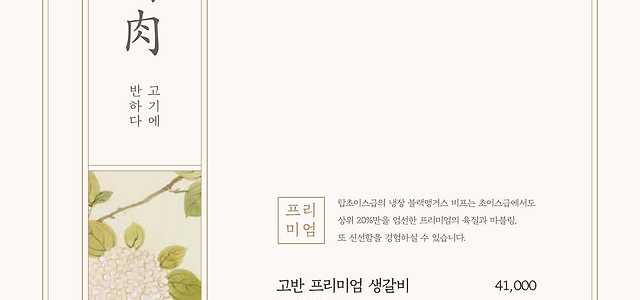 肉
고기에
반하다
프리
미엄
탑초이스급의 냉장 블랙앵거스 비프는 초이스급에서도
상위 20%만을 엄선한 프리미엄의 육질과 마블링,
또 신선함을 경험하실 수 있습니다.
고반 프리미엄 생갈비 41,000